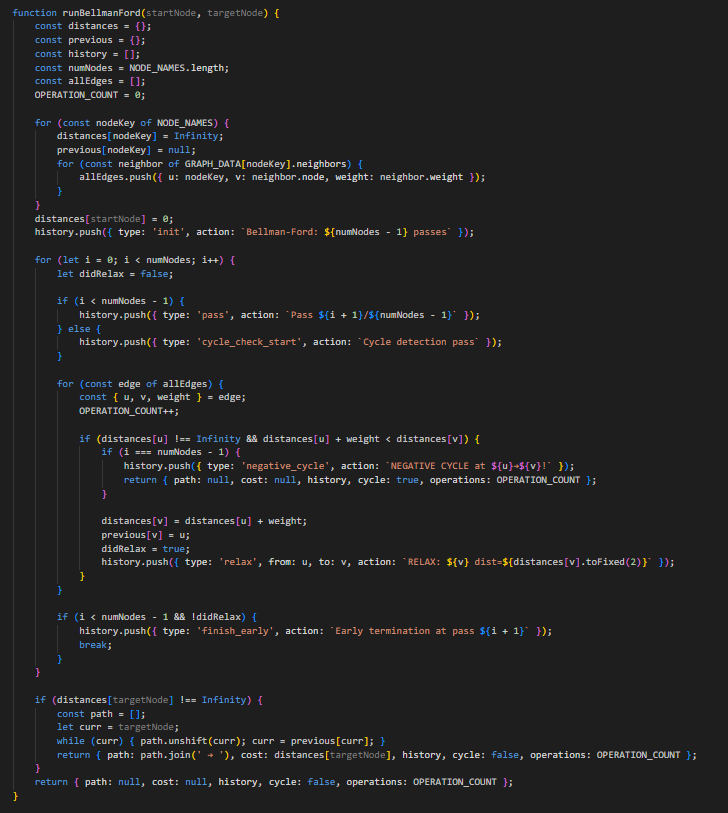 function runBellmanFord(startNode, targetNode) {
    const distances = {};
    const previous = {};
    const history = [];
    const numNodes = NODE_NAMES.length;
    const allEdges = [];
    OPERATION_COUNT = 0;

    for (const nodeKey of NODE_NAMES) {
        distances[nodeKey] = Infinity;
        previous[nodeKey] = null;
        for (const neighbor of GRAPH_DATA[nodeKey].neighbors) {
            allEdges.push({ u: nodeKey, v: neighbor.node, weight: neighbor.weight });
        }
    }
    distances[startNode] = 0;
    history.push({ type: 'init', action: `Bellman-Ford: ${numNodes - 1} passes` });

    for (let i = 0; i < numNodes; i++) {
        let didRelax = false;

        if (i < numNodes - 1) {
            history.push({ type: 'pass', action: `Pass ${i + 1}/${numNodes - 1}` });
        } else {
            history.push({ type: 'cycle_check_start', action: `Cycle detection pass` });
        }

        for (const edge of allEdges) {
            const { u, v, weight } = edge;
            OPERATION_COUNT++;

            if (distances[u] !== Infinity && distances[u] + weight < distances[v]) {
                if (i === numNodes - 1) {
                    history.push({ type: 'negative_cycle', action: `NEGATIVE CYCLE at ${u}→${v}!` });
                    return { path: null, cost: null, history, cycle: true, operations: OPERATION_COUNT };
                }

                distances[v] = distances[u] + weight;
                previous[v] = u;
                didRelax = true;
                history.push({ type: 'relax', from: u, to: v, action: `RELAX: ${v} dist=${distances[v].toFixed(2)}` });
            }
        }

        if (i < numNodes - 1 && !didRelax) {
            history.push({ type: 'finish_early', action: `Early termination at pass ${i + 1}` });
            break;
        }
    }

    if (distances[targetNode] !== Infinity) {
        const path = [];
        let curr = targetNode;
        while (curr) { path.unshift(curr); curr = previous[curr]; }
        return { path: path.join(' → '), cost: distances[targetNode], history, cycle: false, operations: OPERATION_COUNT };
    }
    return { path: null, cost: null, history, cycle: false, operations: OPERATION_COUNT };
}